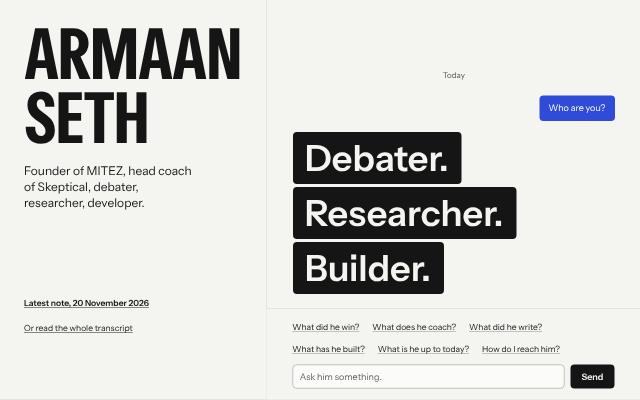 ARMAAN
SETH
Founder of MITEZ, head coach
of Skeptical, debater,
researcher, developer.
Latest note, 20 November 2026
Or read the whole transcript
Today
Who are you?
Debater.
Researcher.
Builder.
What did he win? What does he coach? What did he write?
What has he built? What is he up to today? How do I reach him?
Ask him something. Send